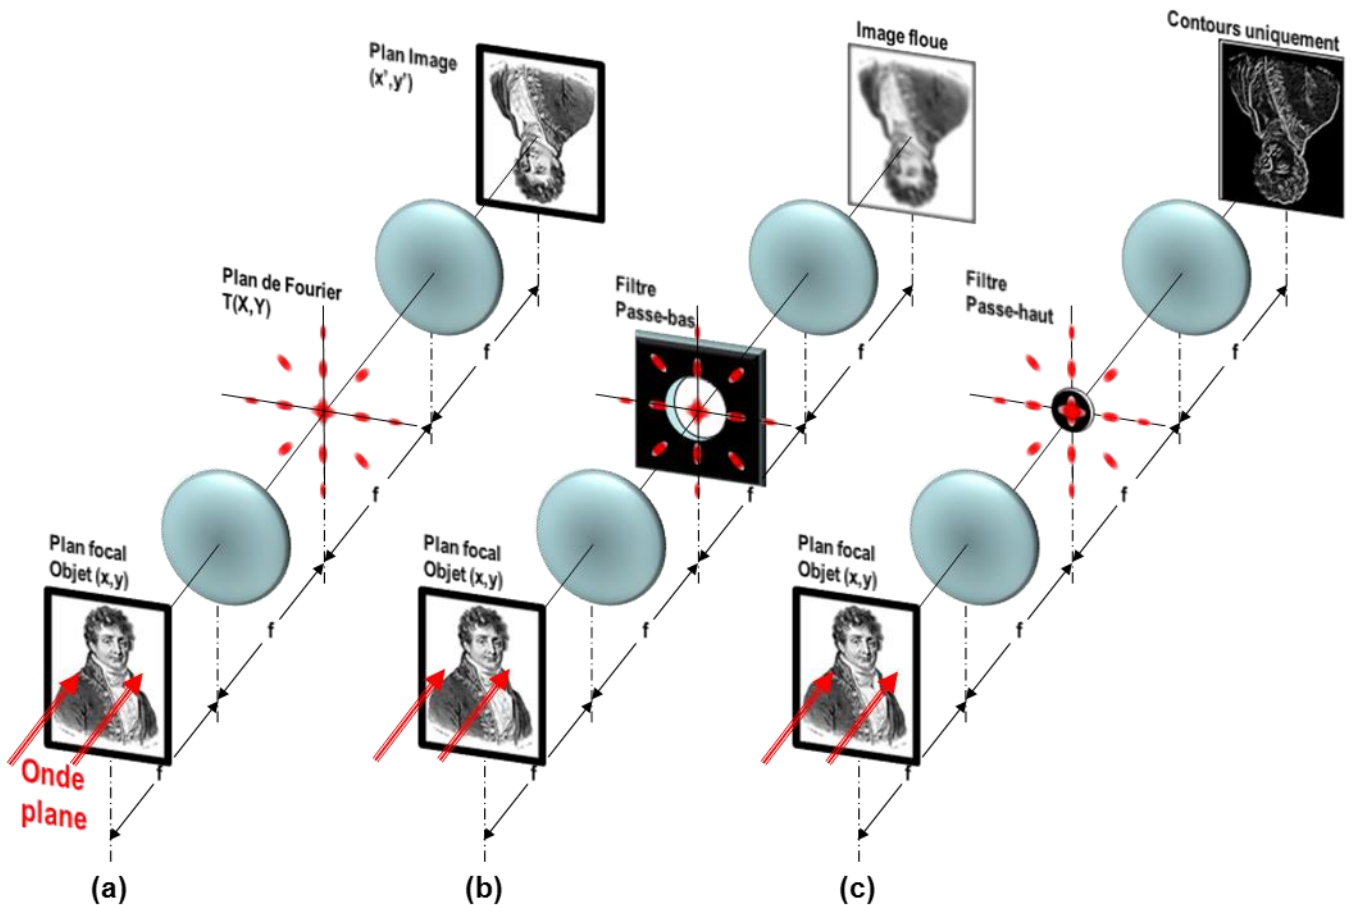 Plan Image
(x',y')
Image floue
Contours uniquement
Plan de Fourier
T(X,Y)
Filtre
Passe-bas
Filtre
Passe-haut
f
f
f
f
f
f
Plan focal
Objet (x,y)
Plan focal
Objet (x,y)
Plan focal
Objet (x,y)
f
f
f
f
f
f
Onde
plane
(a)
(b)
(c)